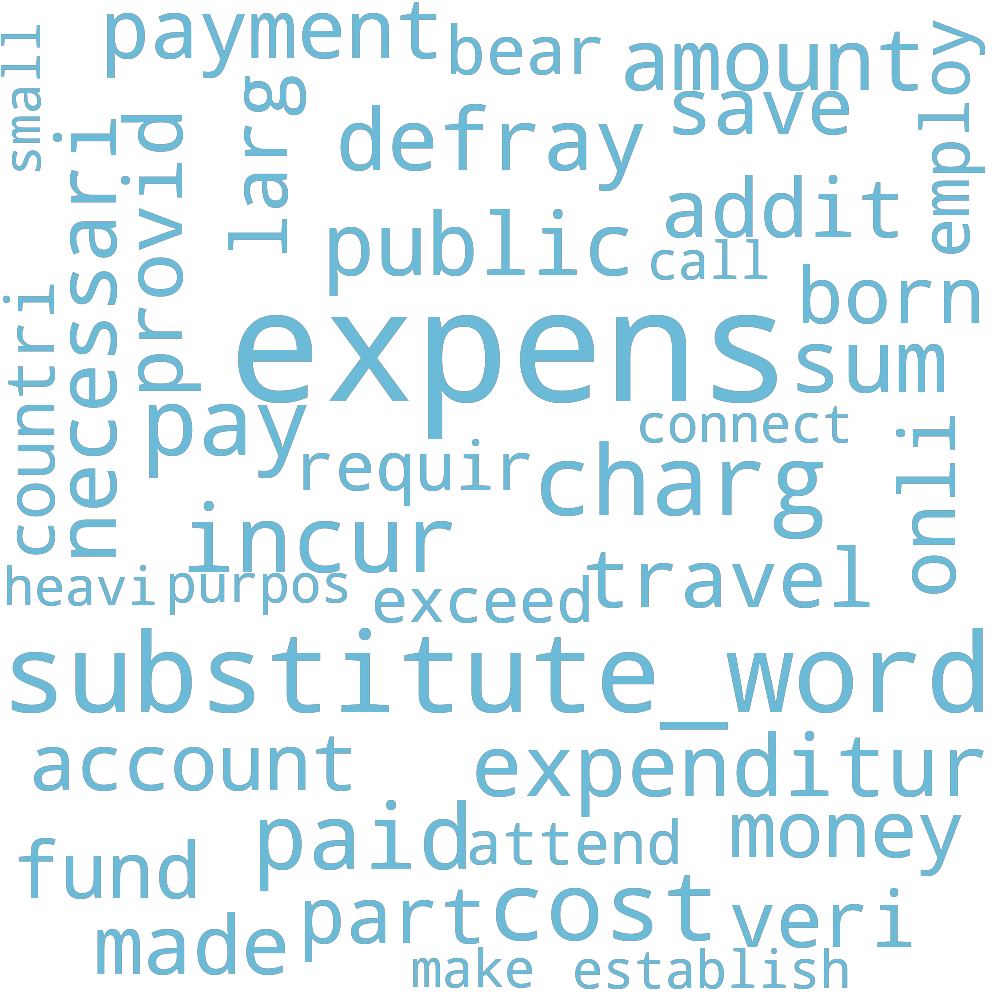 payment
bear
amount
small
employ
save
larg
defray
provid
necessari
addit
public
call
born
countri
expens
sum
pay
connect
requir
charg
onli
incur
travel
heavi
purpos
exceed
substitute_word
account
expenditur
paid
money
attend
fund
cost
part
veri
made
make
establish